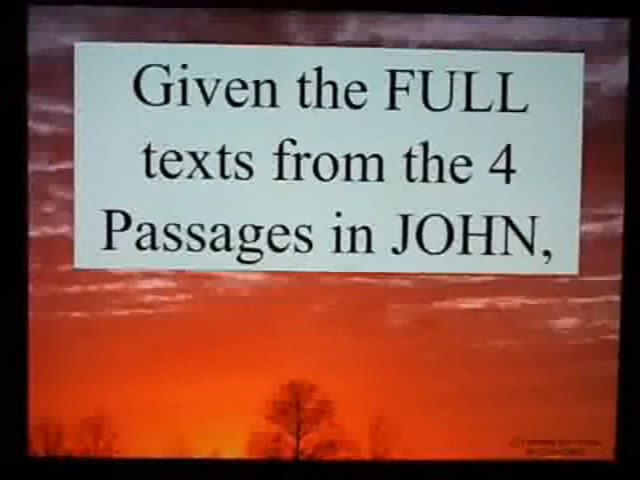 Given the FULL
texts from the 4
Passages in JOHN,